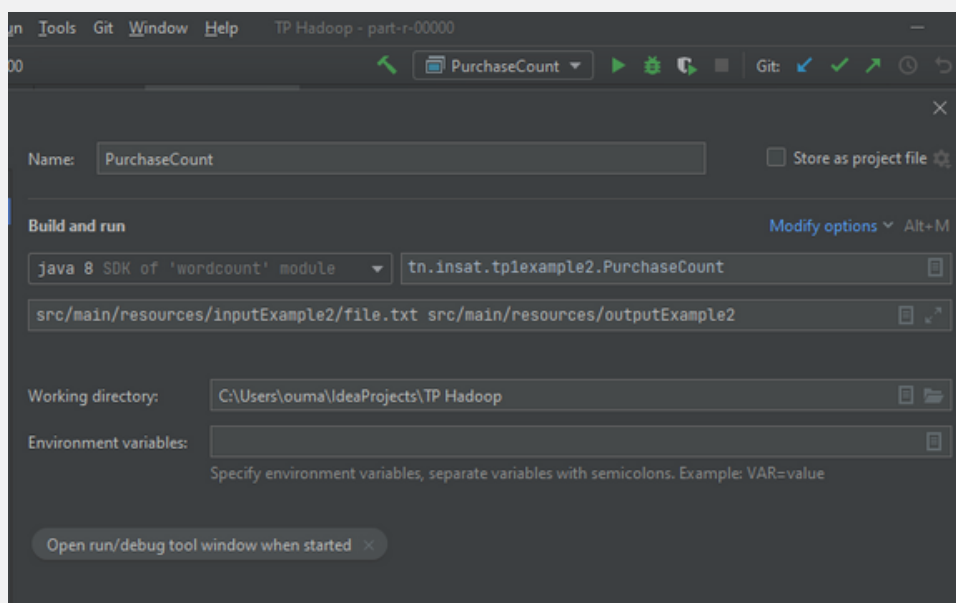 Tools Git Window Help TP Hadoop - part-r-00000
00 PurchaseCount Git:
Name: PurchaseCount Store as project file
Build and run Modify options Alt+M
java 8 SDK of 'wordcount' module tn.insat.tp1example2.PurchaseCount
src/main/resources/inputExample2/file.txt src/main/resources/outputExample2
Working directory: C:\Users\ouma\IdeaProjects\TP Hadoop
Environment variables:
Specify environment variables, separate variables with semicolons. Example: VAR=value
Open run/debug tool window when started